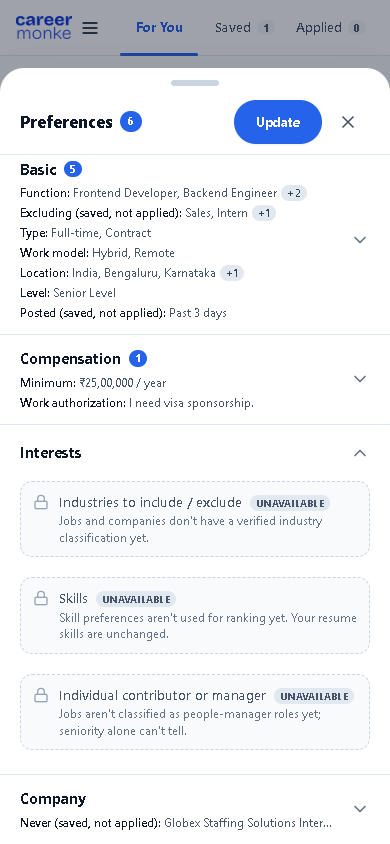 career
monke
For You
Saved 1
Applied 0
Preferences 6
Update
Basic 5
Function: Frontend Developer, Backend Engineer +2
Excluding (saved, not applied): Sales, Intern +1
Type: Full-time, Contract
Work model: Hybrid, Remote
Location: India, Bengaluru, Karnataka +1
Level: Senior Level
Posted (saved, not applied): Past 3 days
Compensation 1
Minimum: ₹25,00,000 / year
Work authorization: I need visa sponsorship.
Interests
Industries to include / exclude UNAVAILABLE
Jobs and companies don't have a verified industry
classification yet.
Skills UNAVAILABLE
Skill preferences aren't used for ranking yet. Your resume
skills are unchanged.
Individual contributor or manager UNAVAILABLE
Jobs aren't classified as people-manager roles yet;
seniority alone can't tell.
Company
Never (saved, not applied): Globex Staffing Solutions Inter...